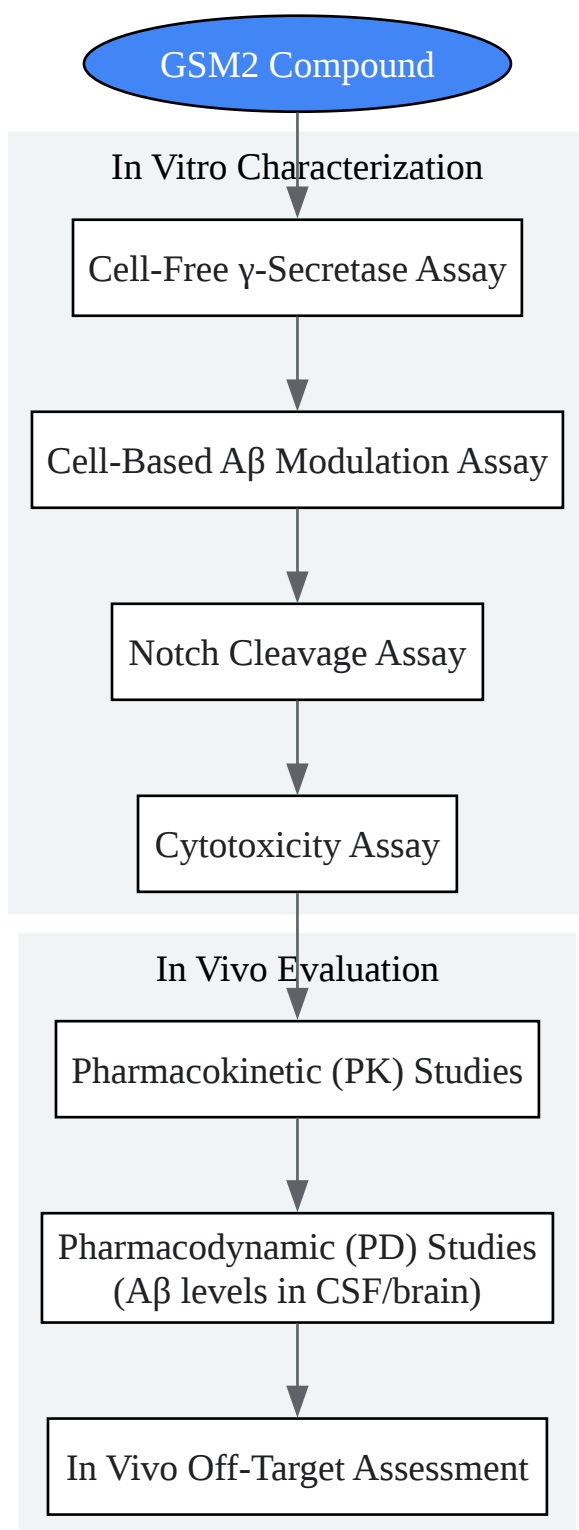 GSM2 Compound
In Vitro Characterization
Cell-Free γ-Secretase Assay
Cell-Based Aβ Modulation Assay
Notch Cleavage Assay
Cytotoxicity Assay
In Vivo Evaluation
Pharmacokinetic (PK) Studies
Pharmacodynamic (PD) Studies
(Aβ levels in CSF/brain)
In Vivo Off-Target Assessment